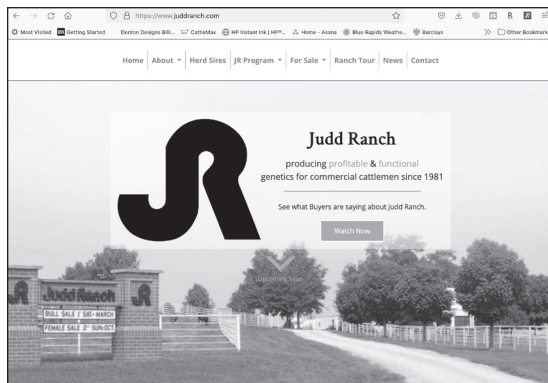 https://www.juddranch.com
Most Visited Getting Started Denton Designs Billi... CattleMax HP Instant Ink | HP®... Home - Asana Blue Rapids Weathe... Barclays Other Bookmark
Home About Herd Sires JR Program For Sale Ranch Tour News Contact
JR
Judd Ranch
producing profitable & functional
genetics for commercial cattlemen since 1981
See what Buyers are saying about Judd Ranch.
Watch Now
Upcoming Sales
JR Judd Ranch JR
BULL SALE 1ST SAT-MARCH
FEMALE SALE 2ND SUN-OCT